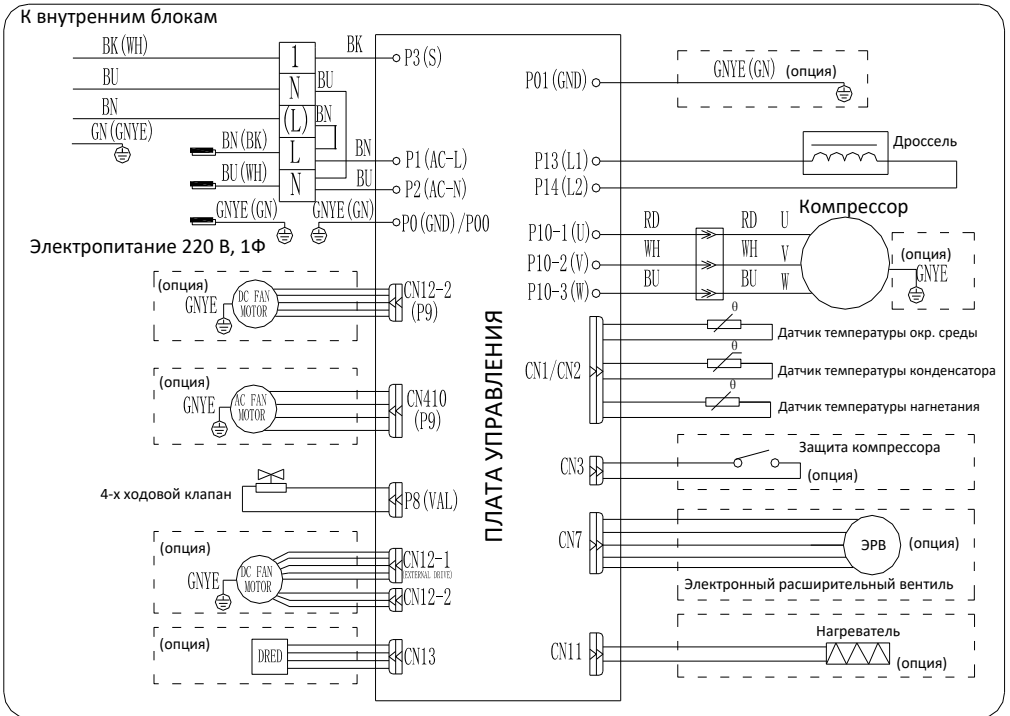 К внутренним блокам
BK(WH)
BU
BN
GN(GNYE)
1
N
(L)
L
N
BK
BU
BN
BN
BU
BN(BK)
BU(WH)
GNYE(GN)
GNYE(GN)
P3(S)
P1(AC-L)
P2(AC-N)
P0(GND)/P00
Электропитание 220 В, 1Ф
(опция)
GNYE
DC FAN
MOTOR
CN12-2
(P9)
(опция)
GNYE
AC FAN
MOTOR
CN410
(P9)
4-х ходовой клапан
P8(VAL)
(опция)
GNYE
DC FAN
MOTOR
CN12-1
(EXTERNAL DRIVE)
CN12-2
(опция)
DRED
CN13
ПЛАТА УПРАВЛЕНИЯ
P01(GND)
GNYE(GN) (опция)
P13(L1)
P14(L2)
Дроссель
Компрессор
P10-1(U)
RD
RD
U
P10-2(V)
WH
WH
V
P10-3(W)
BU
BU
W
(опция)
GNYE
CN1/CN2
θ
Датчик температуры окр. среды
θ
Датчик температуры конденсатора
θ
Датчик температуры нагнетания
CN3
Защита компрессора
(опция)
CN7
ЭРВ
(опция)
Электронный расширительный вентиль
CN11
Нагреватель
(опция)